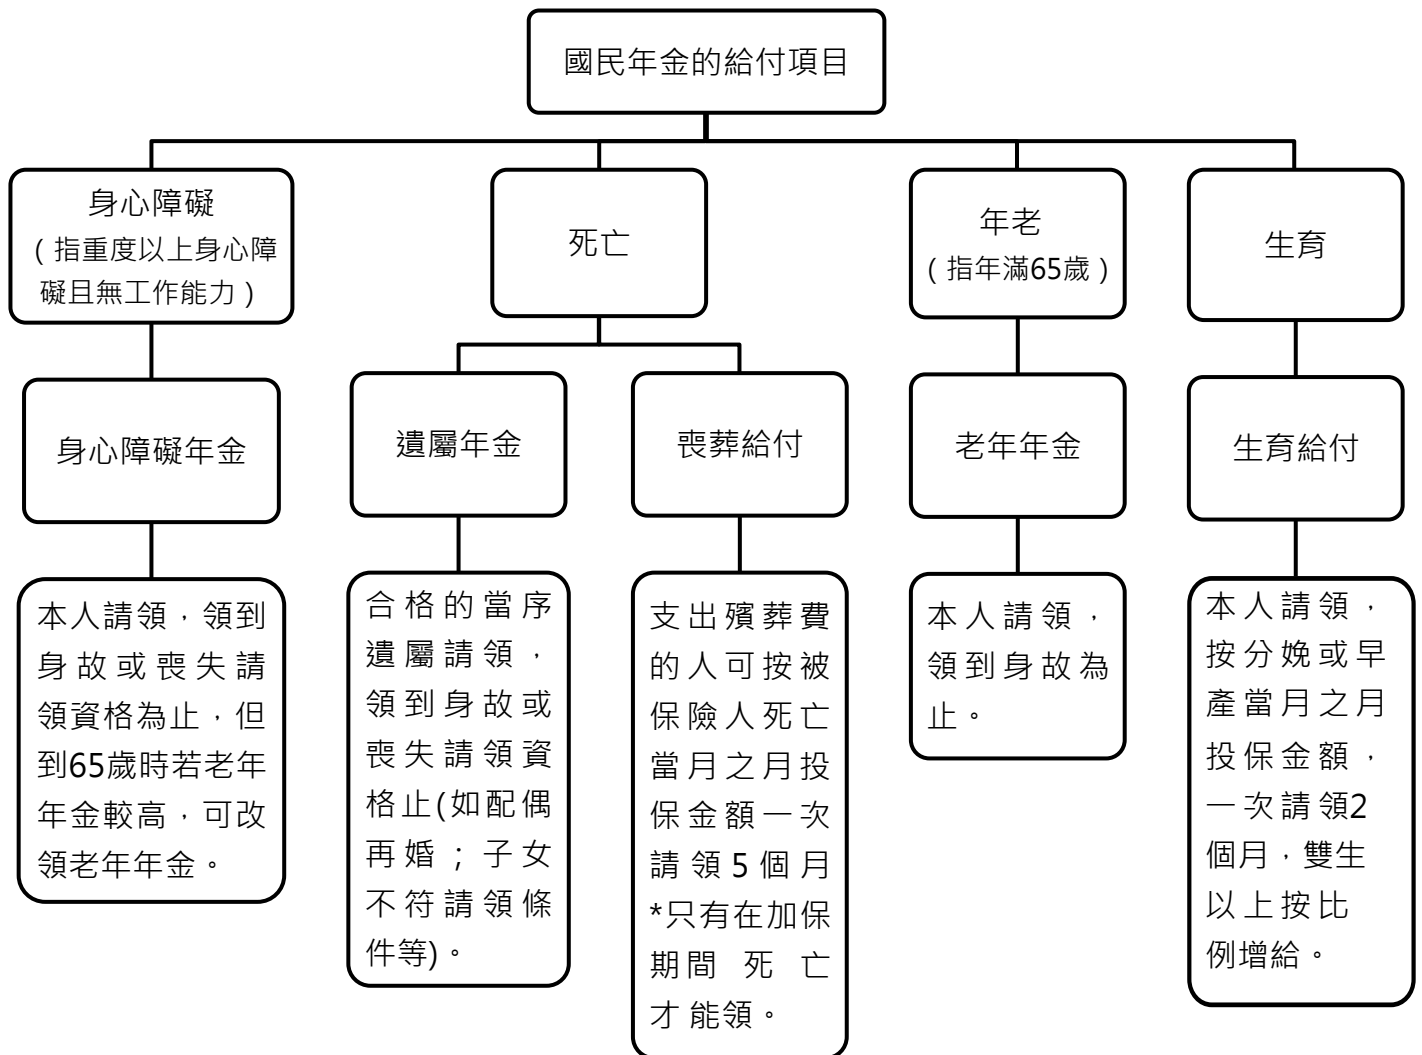 國民年金的給付項目
身心障礙
(指重度以上身心障
礙且無工作能力)
死亡
年老
(指年滿65歲)
生育
身心障礙年金
遺屬年金
喪葬給付
老年年金
生育給付
本人請領，領到
身故或喪失請
領資格為止，但
到65歲時若老年
年金較高，可改
領老年年金。
合格的當序
遺屬請領，
領到身故或
喪失請領資
格止(如配偶
再婚；子女
不符請領條
件等)。
支出殯葬費
的人可按被
保險人死亡
當月之月投
保金額一次
請領5個月
*只有在加保
期間 死 亡
才 能領。
本人請領，
領到身故為
止。
本人請領，
按分娩或早
產當月之月
投保金額，
一次請領2
個月，雙生
以上按比
例增給。